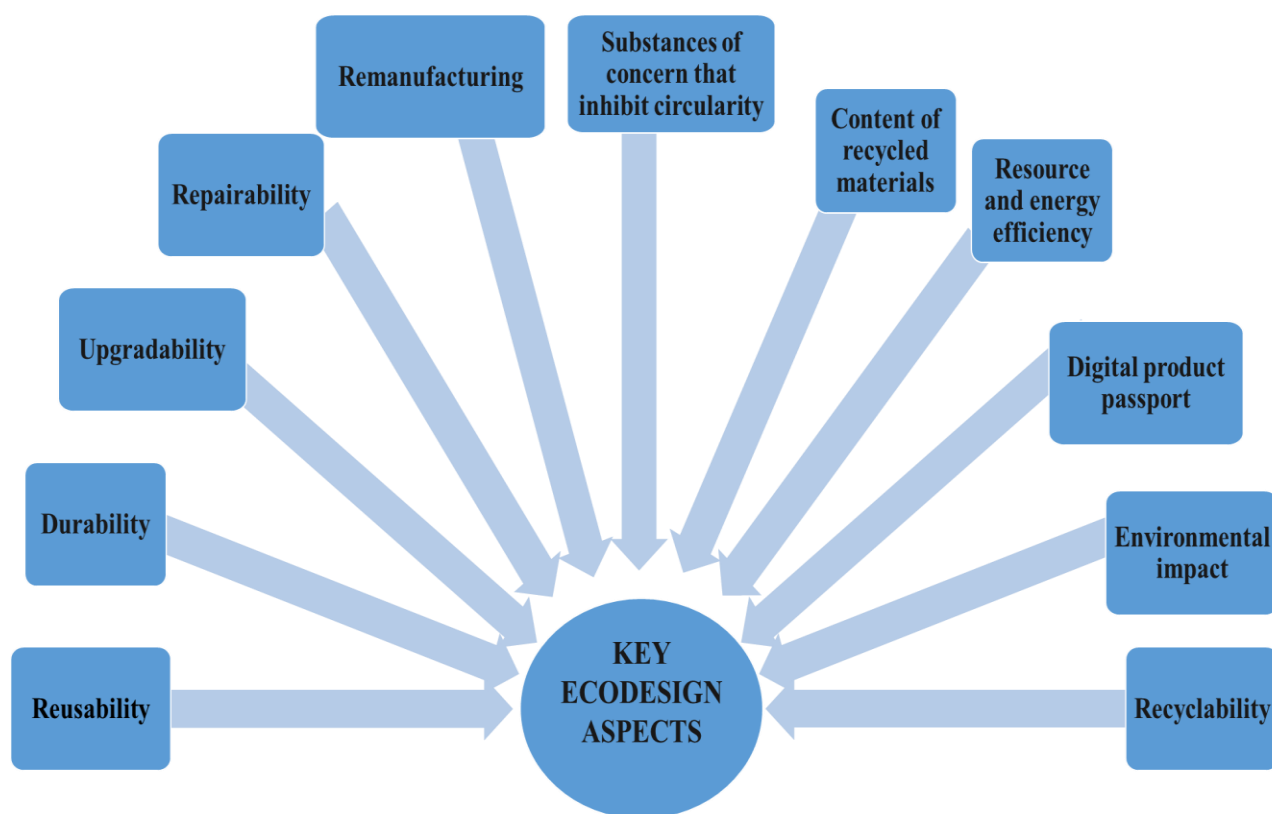 Remanufacturing
Substances of
concern that
inhibit circularity
Content of
recycled
materials
Resource
and energy
efficiency
Repairability
Upgradability
Digital product
passport
Durability
Environmental
impact
Reusability
Recyclability
KEY
ECODESIGN
ASPECTS